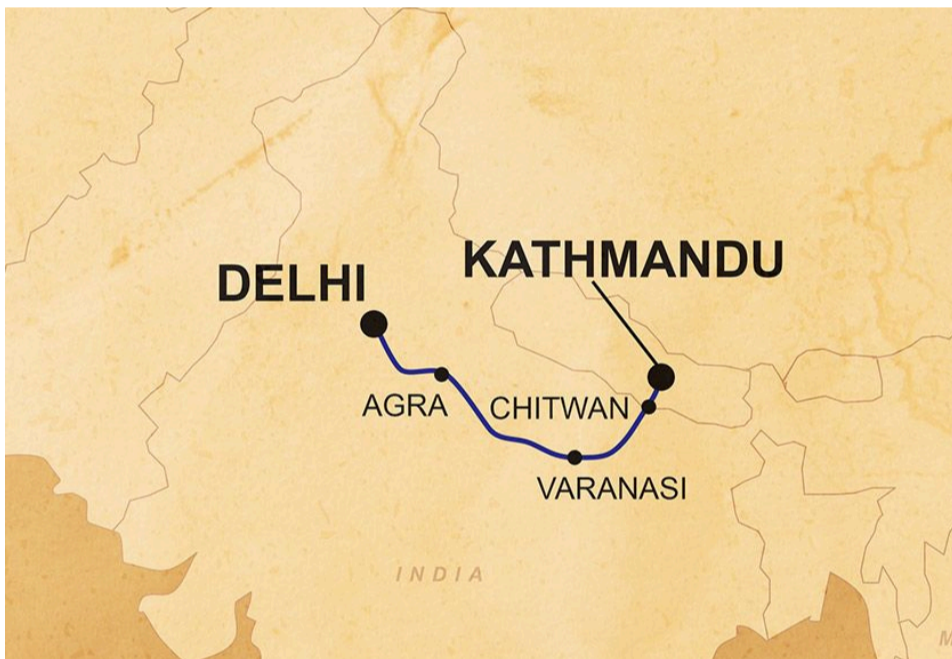 KATHMANDU
DELHI
AGRA
CHITWAN
VARANASI
INDIA
M